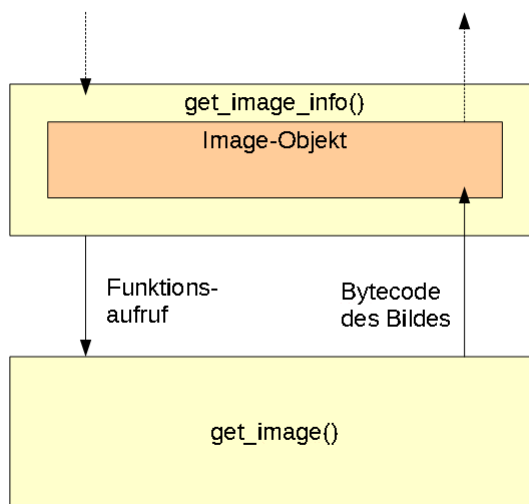 get_image_info()
Image-Objekt
Funktions-
aufruf
Bytecode
des Bildes
get_image()